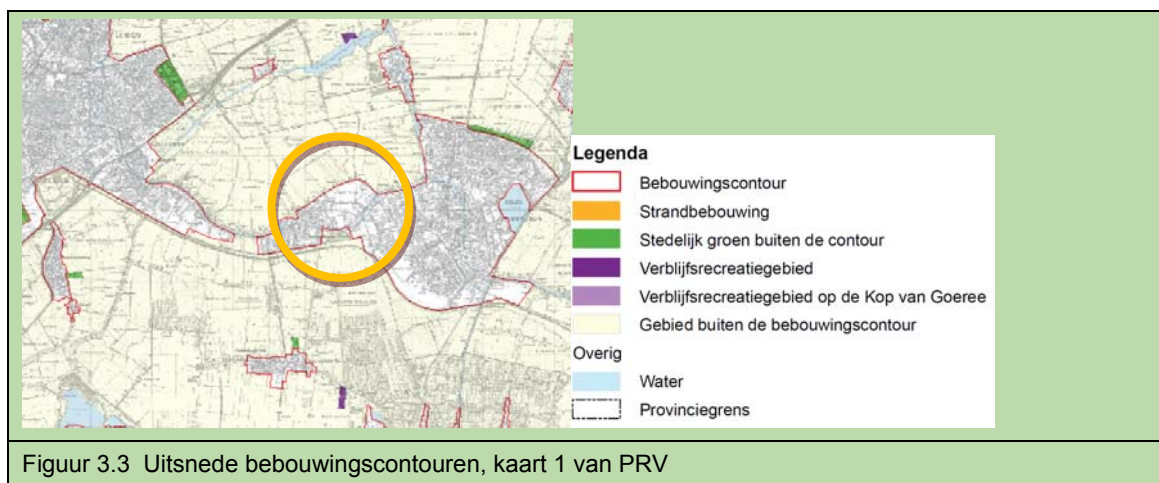 Legenda
Bebouwingscontour
Strandbebouwing
Stedelijk groen buiten de contour
Verblijfsrecreatiegebied
Verblijfsrecreatiegebied op de Kop van Goeree
Gebied buiten de bebouwingscontour
Overig
Water
Provinciegrens
Figuur 3.3 Uitsnede bebouwingscontouren, kaart 1 van PRV